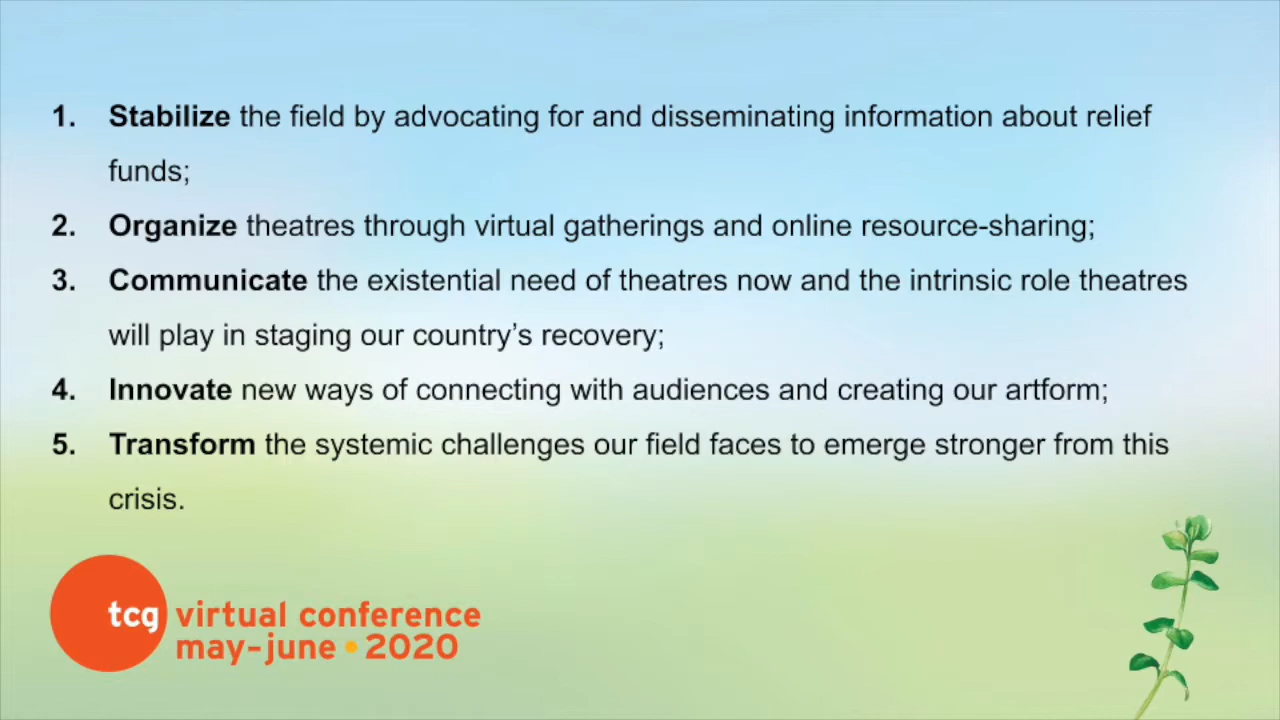 1. Stabilize the field by advocating for and disseminating information about relief
funds;
2. Organize theatres through virtual gatherings and online resource-sharing;
3. Communicate the existential need of theatres now and the intrinsic role theatres
will play in staging our country’s recovery;
4. Innovate new ways of connecting with audiences and creating our artform;
5. Transform the systemic challenges our field faces to emerge stronger from this
crisis.
tcg virtual conference
may-june • 2020